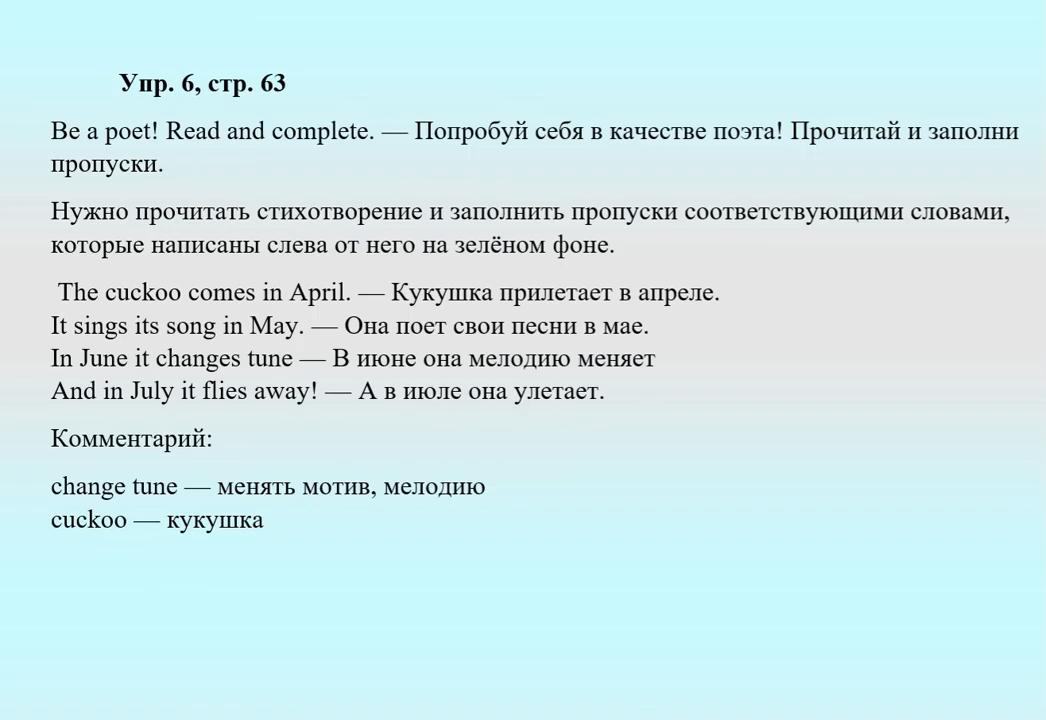 Упр. 6, стр. 63
Be a poet! Read and complete. — Попробуй себя в качестве поэта! Прочитай и заполни
пропуски.
Нужно прочитать стихотворение и заполнить пропуски соответствующими словами,
которые написаны слева от него на зелёном фоне.
The cuckoo comes in April. — Кукушка прилетает в апреле.
It sings its song in May. — Она поет свои песни в мае.
In June it changes tune — В июне она мелодию меняет
And in July it flies away! — А в июле она улетает.
Комментарий:
change tune — менять мотив, мелодию
cuckoo — кукушка